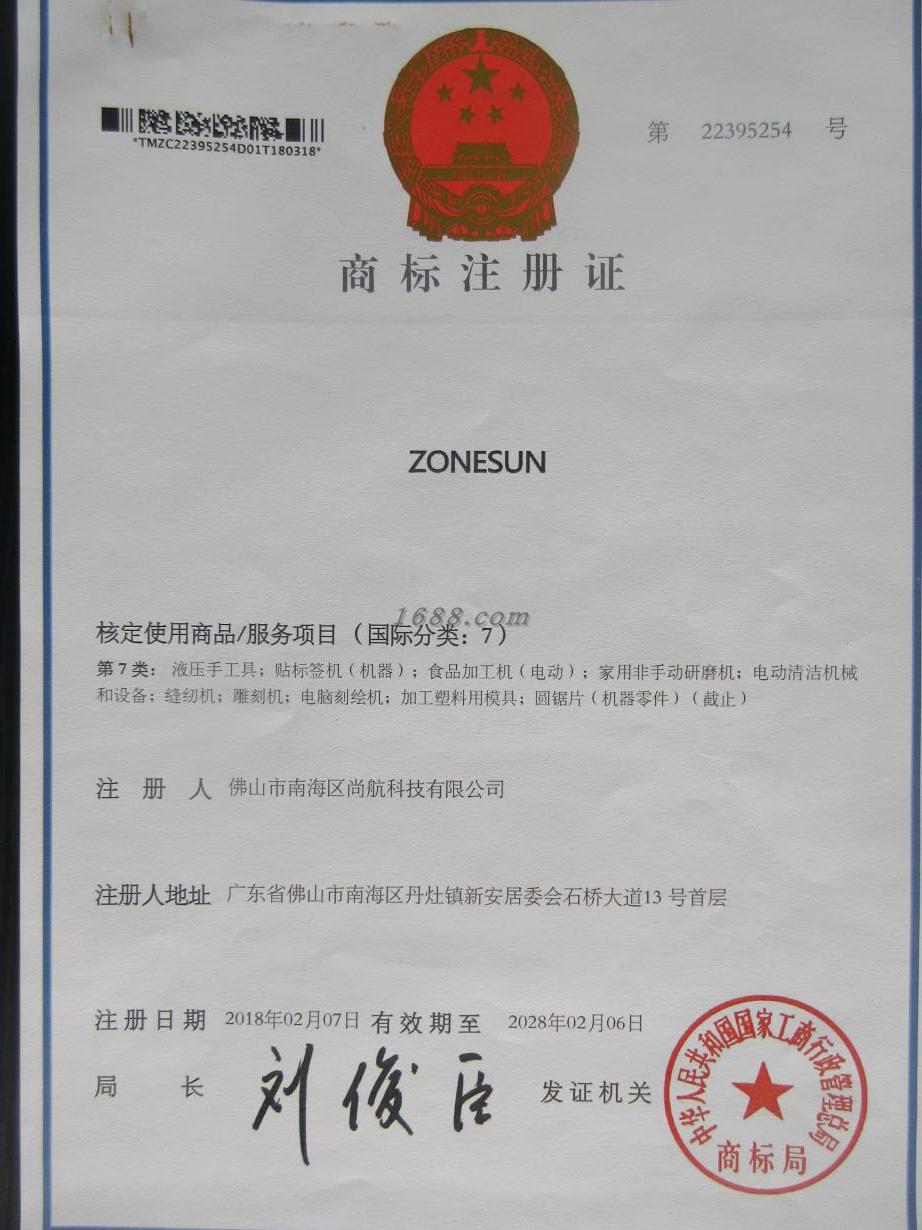 *TMZC22395254D01T180318*
第 22395254 号
商标注册证
ZONESUN
1688.com
核定使用商品/服务项目（国际分类：7）
第7类：液压手工具；贴标签机（机器）；食品加工机（电动）；家用非手动研磨机；电动清洁机械
和设备；缝纫机；雕刻机；电脑刻绘机；加工塑料用模具；圆锯片（机器零件）（截止）
注 册 人 佛山市南海区尚航科技有限公司
注册人地址 广东省佛山市南海区丹灶镇新安居委会石桥大道13 号首层
注册日期 2018年02月07日 有效期至 2028年02月06日
局 长 刘俊臣 发证机关
中华人民共和国国家工商行政管理总局
商标局